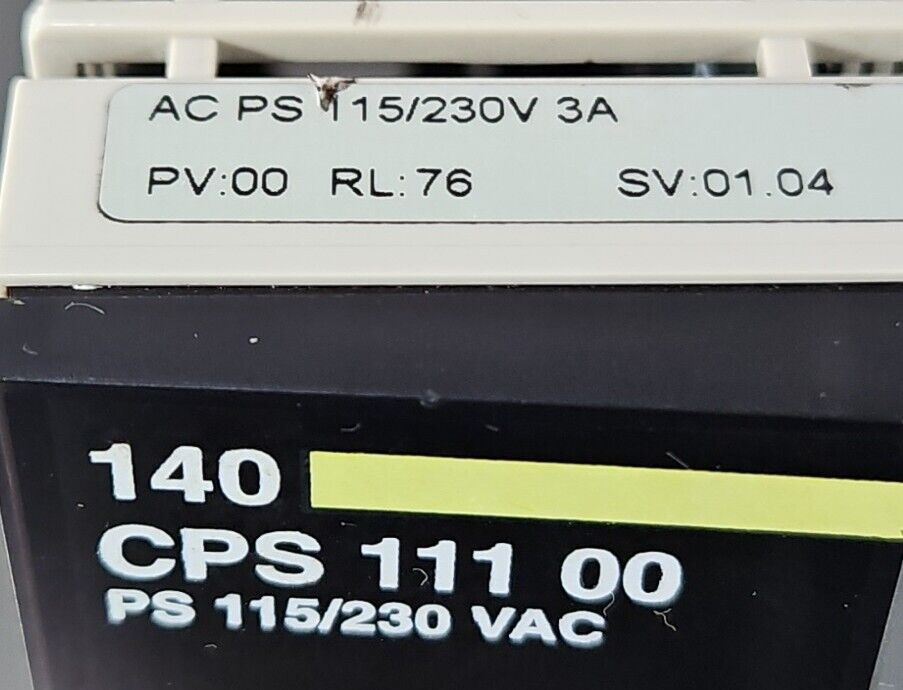 AC PS 115/230V 3A
PV:00 RL:76 SV:01.04
140
CPS 111 00
PS 115/230 VAC